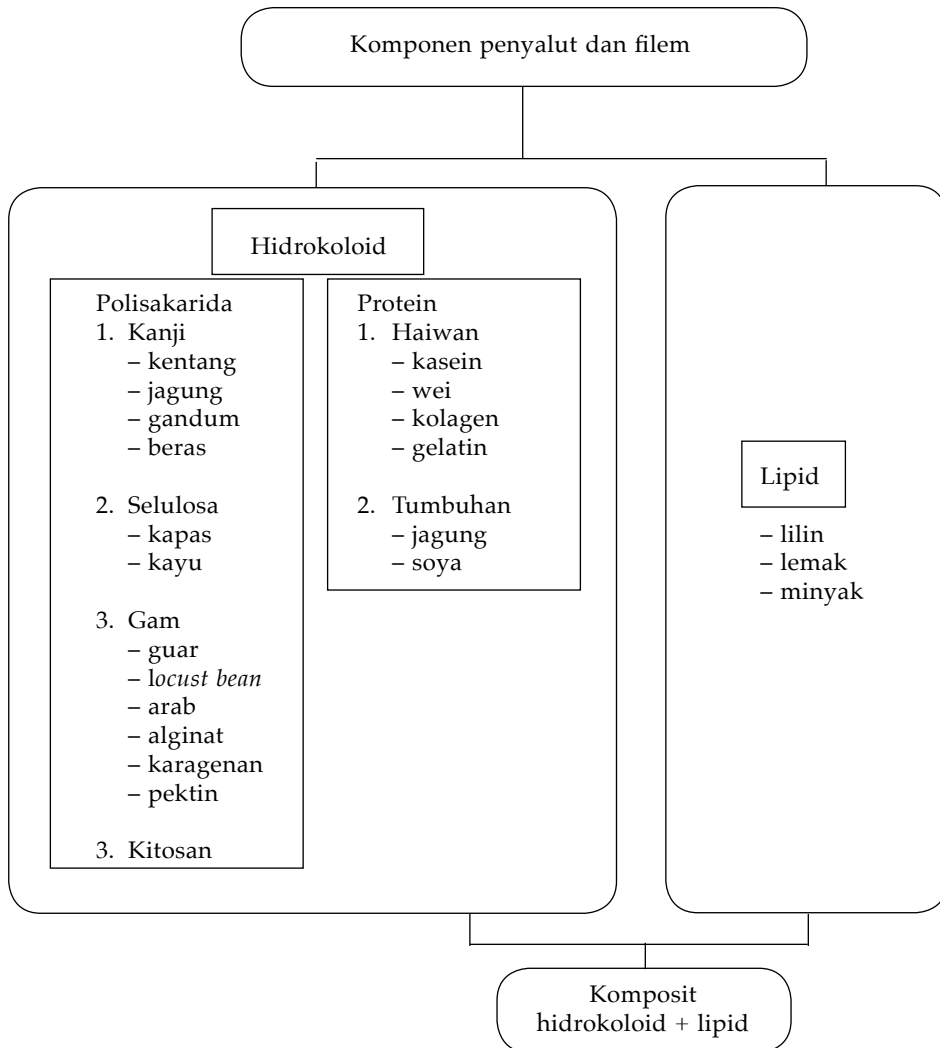 Komponen penyalut dan filem
Hidrokoloid
Polisakarida
1. Kanji
– kentang
– jagung
– gandum
– beras
2. Selulosa
– kapas
– kayu
3. Gam
– guar
– locust bean
– arab
– alginat
– karagenan
– pektin
3. Kitosan
Protein
1. Haiwan
– kasein
– wei
– kolagen
– gelatin
2. Tumbuhan
– jagung
– soya
Lipid
– lilin
– lemak
– minyak
Komposit
hidrokoloid + lipid